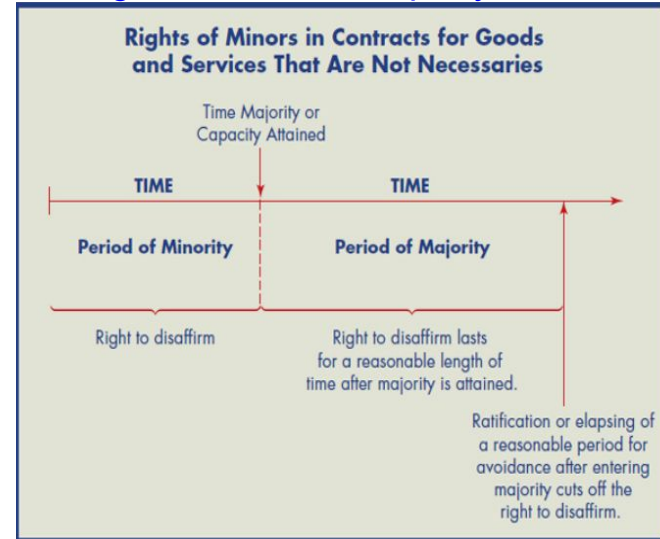 Rights of Minors in Contracts for Goods
and Services That Are Not Necessaries
Time Majority or
Capacity Attained
TIME
TIME
Period of Minority
Period of Majority
Right to disaffirm
Right to disaffirm lasts
for a reasonable length of
time after majority is attained.
Ratification or elapsing of
a reasonable period for
avoidance after entering
majority cuts off the
right to disaffirm.